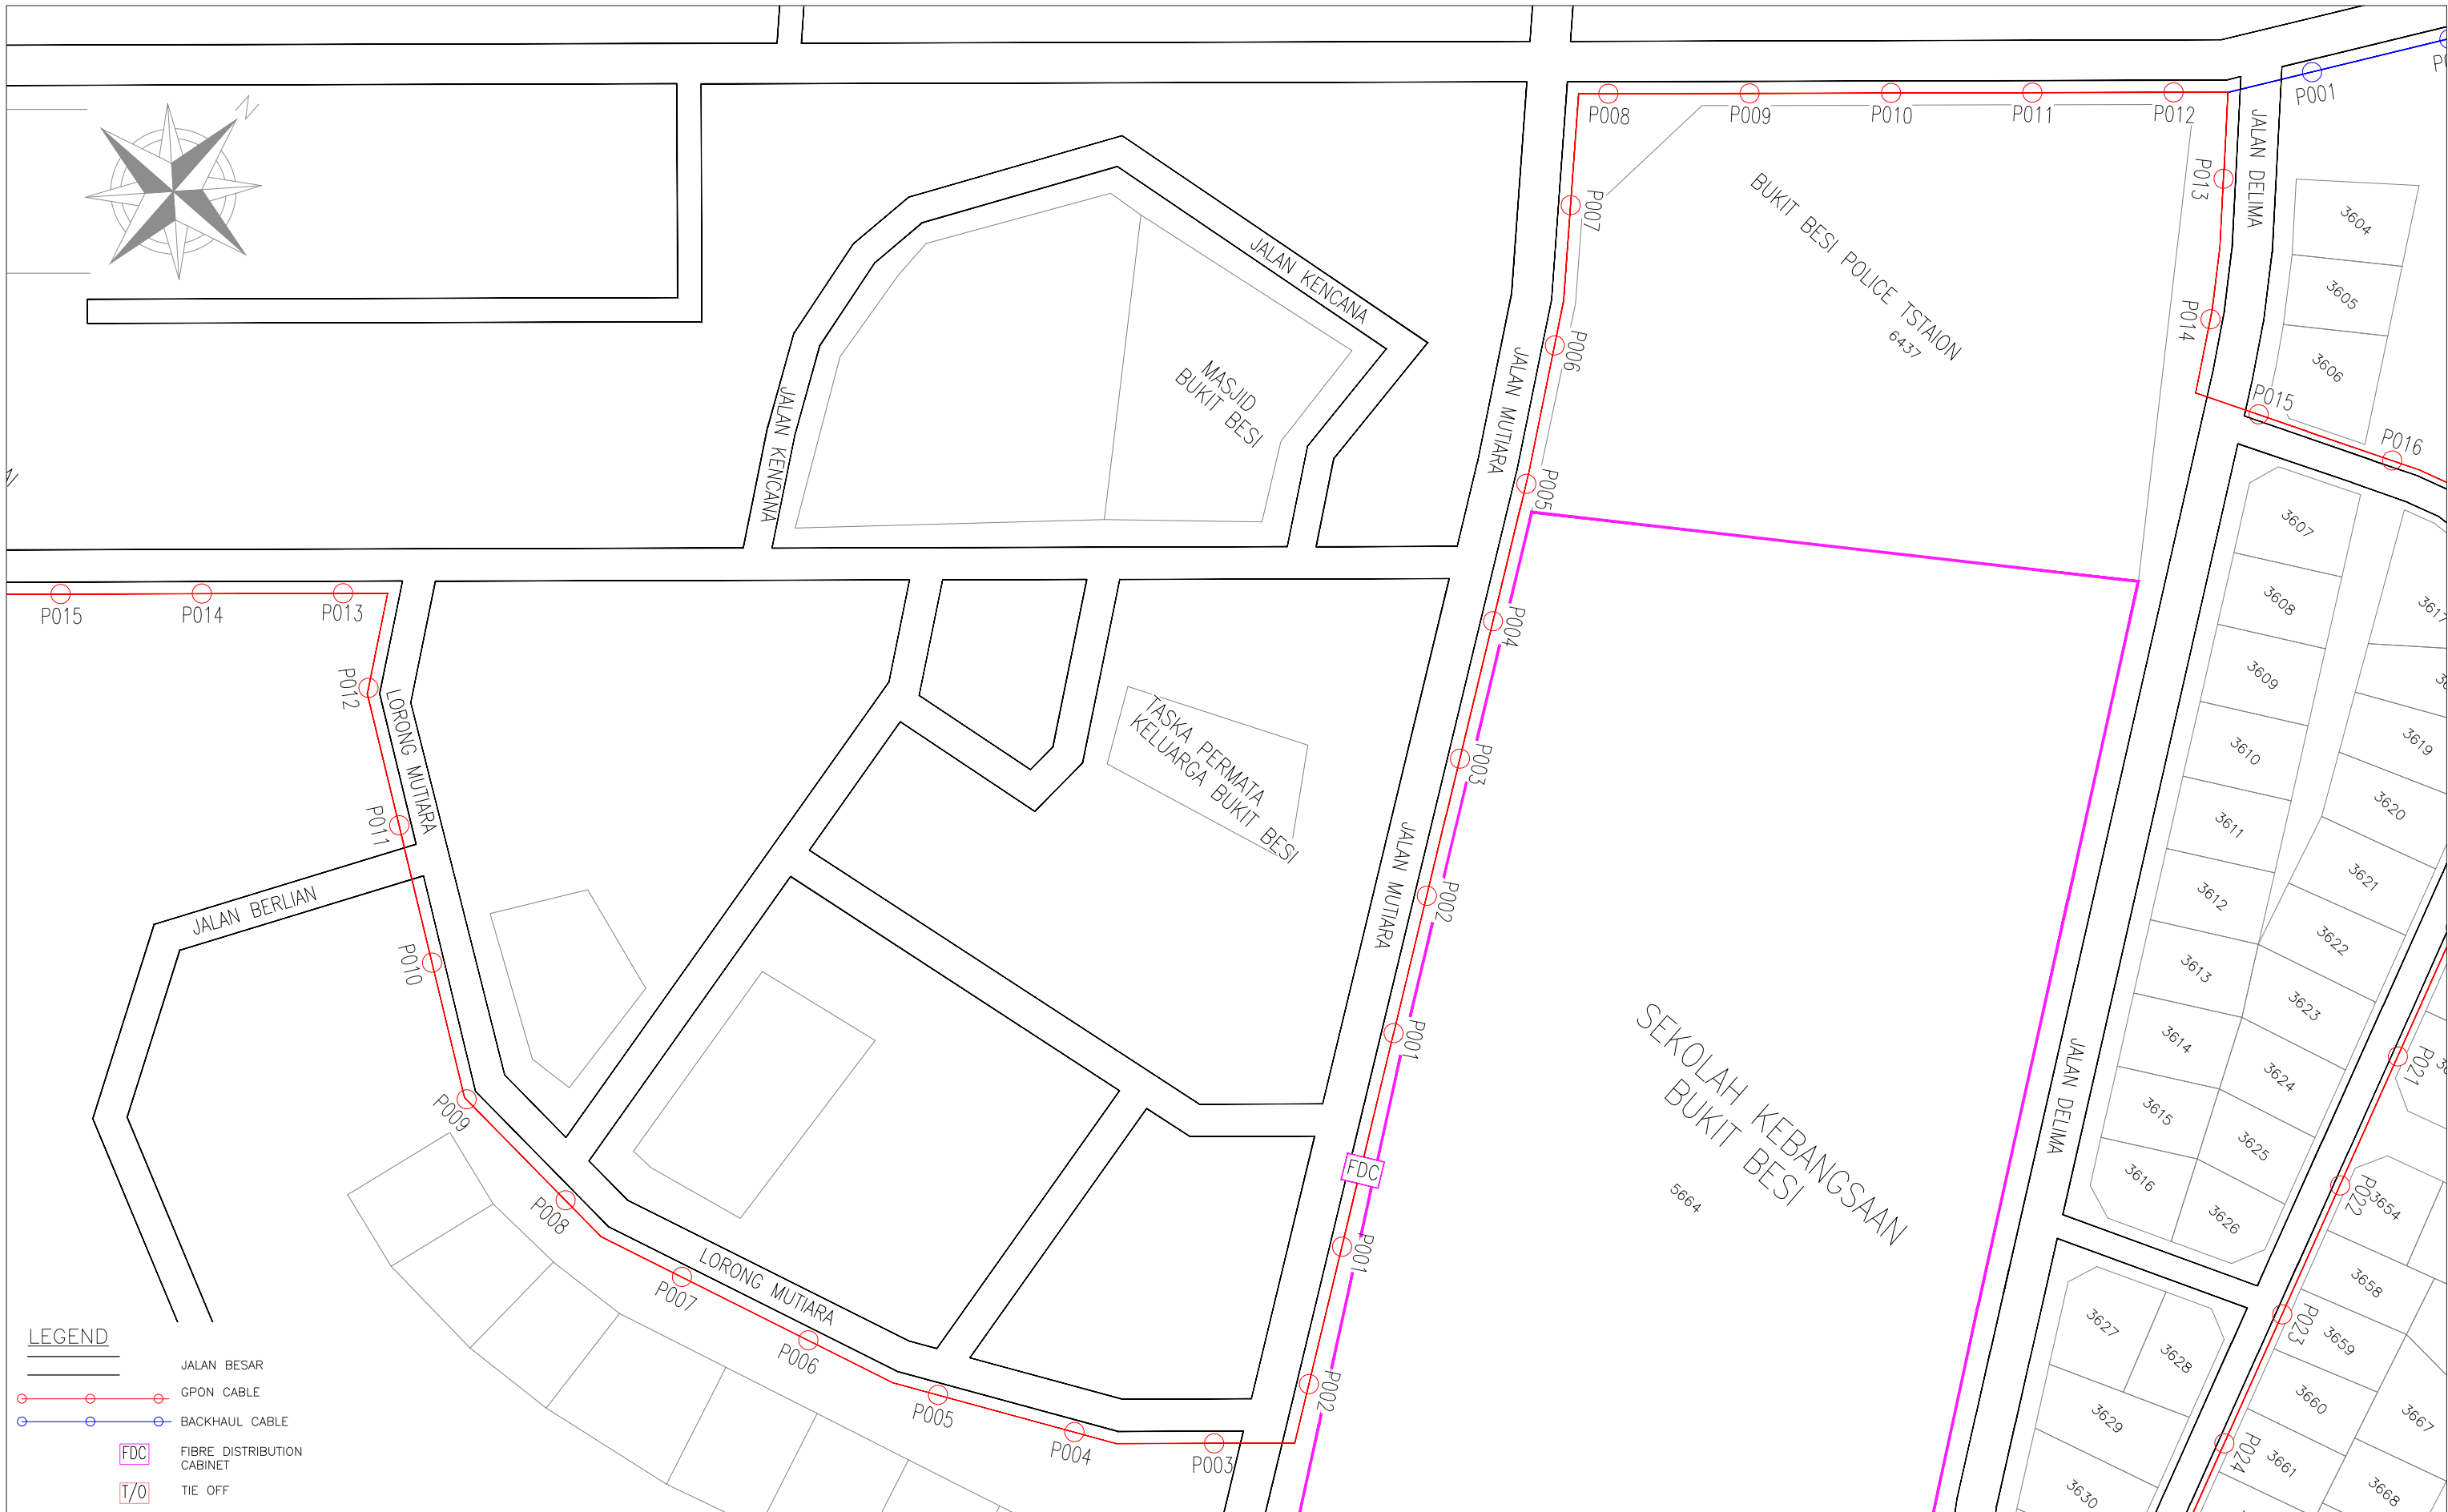 P001
P008
P009
P010
P011
P012
N
JALAN DELIMA
P013
P007
BUKIT BESI POLICE TSTAION
6437
3604
3605
3606
JALAN KENCANA
P014
P006
JALAN MUTIARA
MASJID
BUKIT BESI
JALAN KENCANA
P015
P016
P005
3607
3608
3617
P015
P014
P013
P004
P012
LORONG MUTIARA
3609
TASKA PERMATA
KELUARGA BUKIT BESI
P003
3610
3619
P011
3611
3620
JALAN MUTIARA
P002
3612
3621
JALAN BERLIAN
P010
3613
3622
P001
3614
3623
SEKOLAH KEBANGSAAN
BUKIT BESI
5664
JALAN DELIMA
3615
3624
P021
P009
FDC
3616
3625
3626
P022
3654
P008
P001
3658
P007
LORONG MUTIARA
3627
3628
P023
3659
P006
P002
P005
3629
3660
3667
P004
P003
3630
P024
3661
3668
LEGEND
JALAN BESAR
GPON CABLE
BACKHAUL CABLE
FDC
FIBRE DISTRIBUTION
CABINET
T/O
TIE OFF